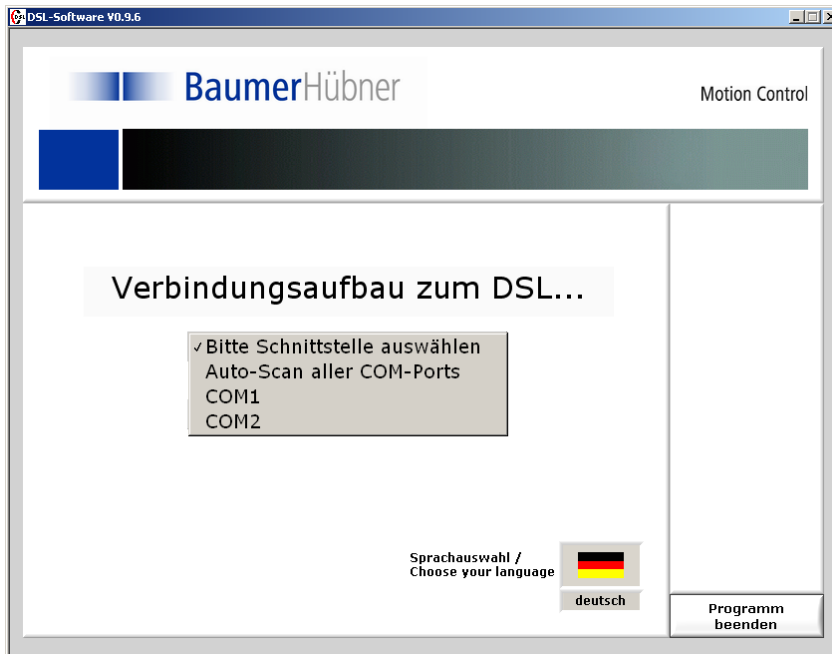 DSL-Software V0.9.6
BaumerHübner
Motion Control
Verbindungsaufbau zum DSL...
✓Bitte Schnittstelle auswählen
Auto-Scan aller COM-Ports
COM1
COM2
Sprachauswahl /
Choose your language
deutsch
Programm
beenden